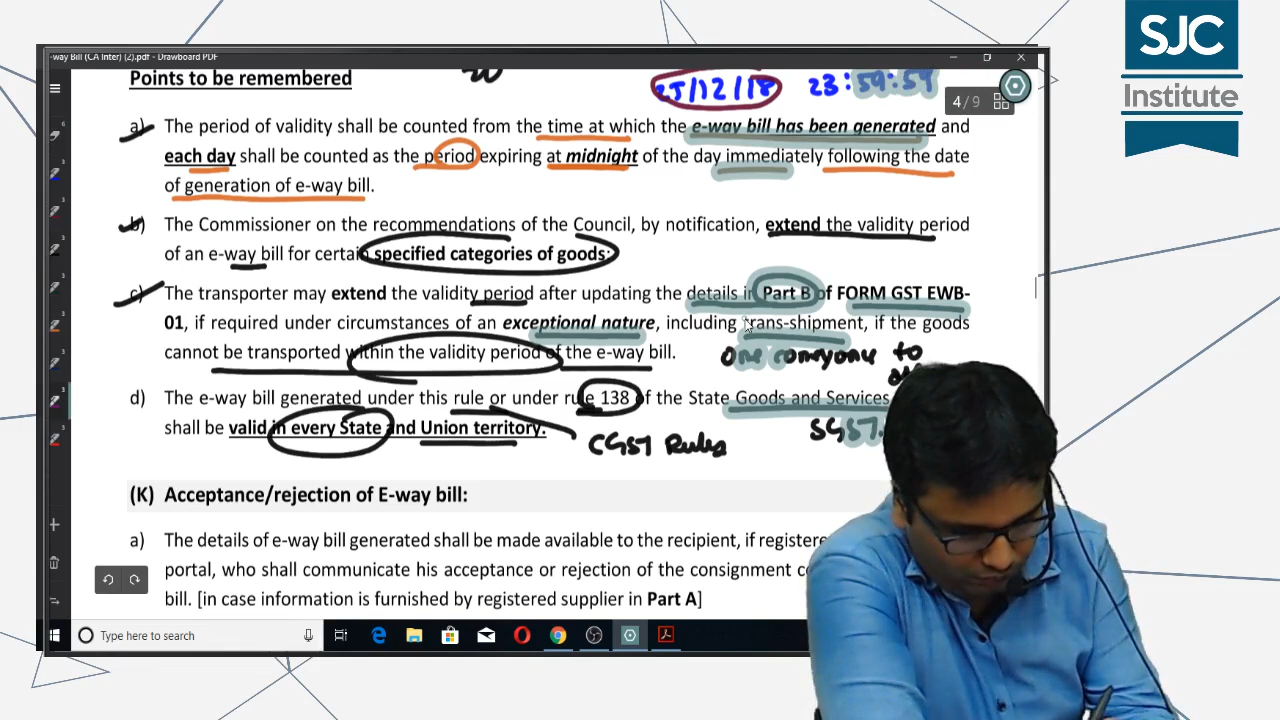 SJC
Institute
-way Bill (CA Inter) (2).pdf - Drawboard PDF
Points to be remembered
25/12/18 23:59:59
4 / 9
a) The period of validity shall be counted from the time at which the e-way bill has been generated and
each day shall be counted as the period expiring at midnight of the day immediately following the date
of generation of e-way bill.
b) The Commissioner on the recommendations of the Council, by notification, extend the validity period
of an e-way bill for certain specified categories of goods:
c) The transporter may extend the validity period after updating the details in Part B of FORM GST EWB-
01, if required under circumstances of an exceptional nature, including trans-shipment, if the goods
cannot be transported within the validity period of the e-way bill.
One conveyone to
d) The e-way bill generated under this rule or under rule 138 of the State Goods and Services
shall be valid in every State and Union territory.
SGST.
CGST Rules
(K) Acceptance/rejection of E-way bill:
a) The details of e-way bill generated shall be made available to the recipient, if registere
portal, who shall communicate his acceptance or rejection of the consignment c
bill. [in case information is furnished by registered supplier in Part A]
Type here to search